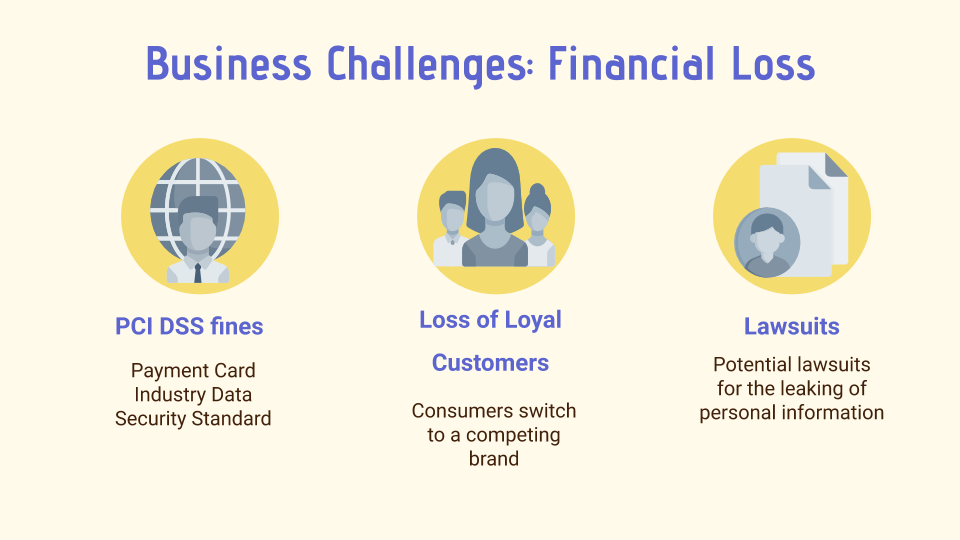 Business Challenges: Financial Loss
PCI DSS fines
Payment Card
Industry Data
Security Standard
Loss of Loyal
Customers
Consumers switch
to a competing
brand
Lawsuits
Potential lawsuits
for the leaking of
personal information